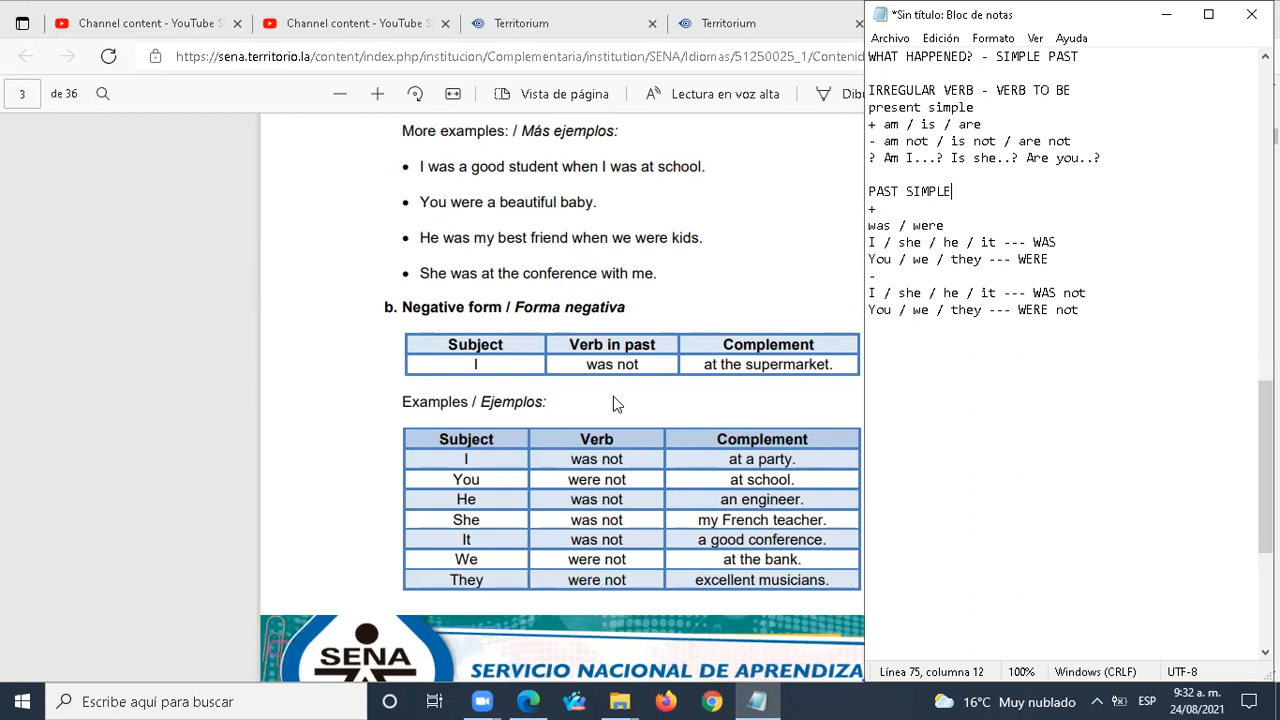 Channel content - YouTube S
Channel content - YouTube S
Territorium
Territorium
https://sena.territorio.la/content/index.php/institucion/Complementaria/institution/SENA/Idiomas/51250025_1/Contenid
3 de 36
Vista de página
Lectura en voz alta
Dibu
More examples: / Más ejemplos:
• I was a good student when I was at school.
• You were a beautiful baby.
• He was my best friend when we were kids.
• She was at the conference with me.
b. Negative form / Forma negativa
Subject Verb in past Complement
I was not at the supermarket.
Examples / Ejemplos:
Subject Verb Complement
I was not at a party.
You were not at school.
He was not an engineer.
She was not my French teacher.
It was not a good conference.
We were not at the bank.
They were not excellent musicians.
SENA
SERVICIO NACIONAL DE APRENDIZA
*Sin título: Bloc de notas
Archivo Edición Formato Ver Ayuda
WHAT HAPPENED? - SIMPLE PAST
IRREGULAR VERB - VERB TO BE
present simple
+ am / is / are
- am not / is not / are not
? Am I...? Is she..? Are you..?
PAST SIMPLE
+
was / were
I / she / he / it --- WAS
You / we / they --- WERE
-
I / she / he / it --- WAS not
You / we / they --- WERE not
Línea 75, columna 12 100% Windows (CRLF) UTF-8
Escribe aquí para buscar
16°C Muy nublado
ESP
9:32 a. m.
24/08/2021